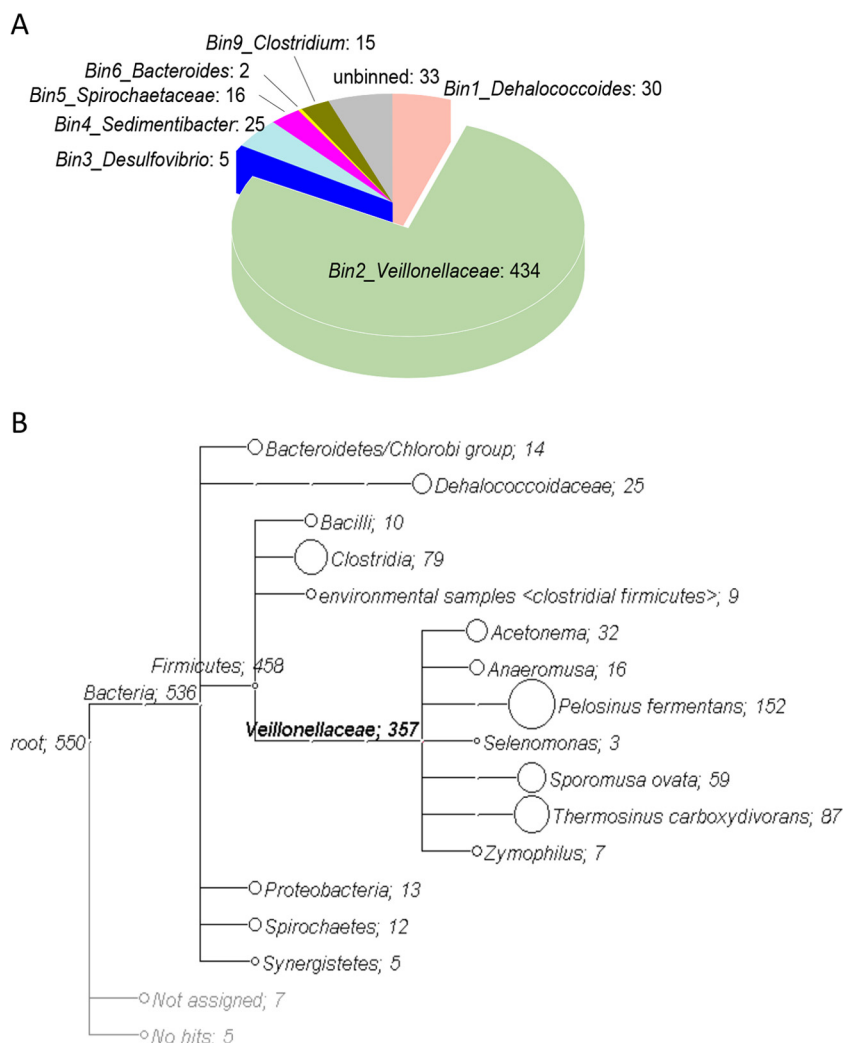 A
Bin9_Clostridium: 15
Bin6_Bacteroides: 2
unbinned: 33
Bin1_Dehalococcoides: 30
Bin5_Spirochaetaceae: 16
Bin4_Sedimentibacter: 25
Bin3_Desulfovibrio: 5
Bin2_Veillonellaceae: 434
B
Bacteroidetes/Chlorobi group; 14
Dehalococcoidaceae; 25
Bacilli; 10
Clostridia; 79
environmental samples <clostridial firmicutes>; 9
Acetonema; 32
Firmicutes; 458
Anaeromusa; 16
Bacteria; 536
Pelosinus fermentans; 152
Veillonellaceae; 357
root; 550
Selenomonas; 3
Sporomusa ovata; 59
Thermosinus carboxydivorans; 87
Zymophilus; 7
Proteobacteria; 13
Spirochaetes; 12
Synergistetes; 5
Not assigned; 7
No hits; 5